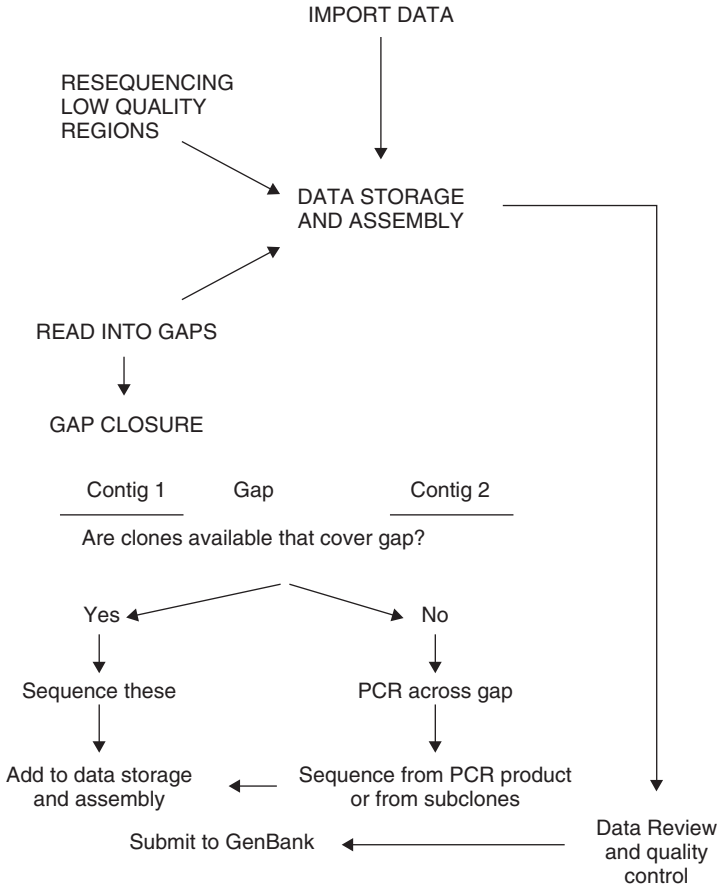 IMPORT DATA
RESEQUENCING
LOW QUALITY
REGIONS
DATA STORAGE
AND ASSEMBLY
READ INTO GAPS
GAP CLOSURE
Contig 1 Gap Contig 2
Are clones available that cover gap?
Yes No
Sequence these PCR across gap
Add to data storage
and assembly
Sequence from PCR product
or from subclones
Submit to GenBank
Data Review
and quality
control